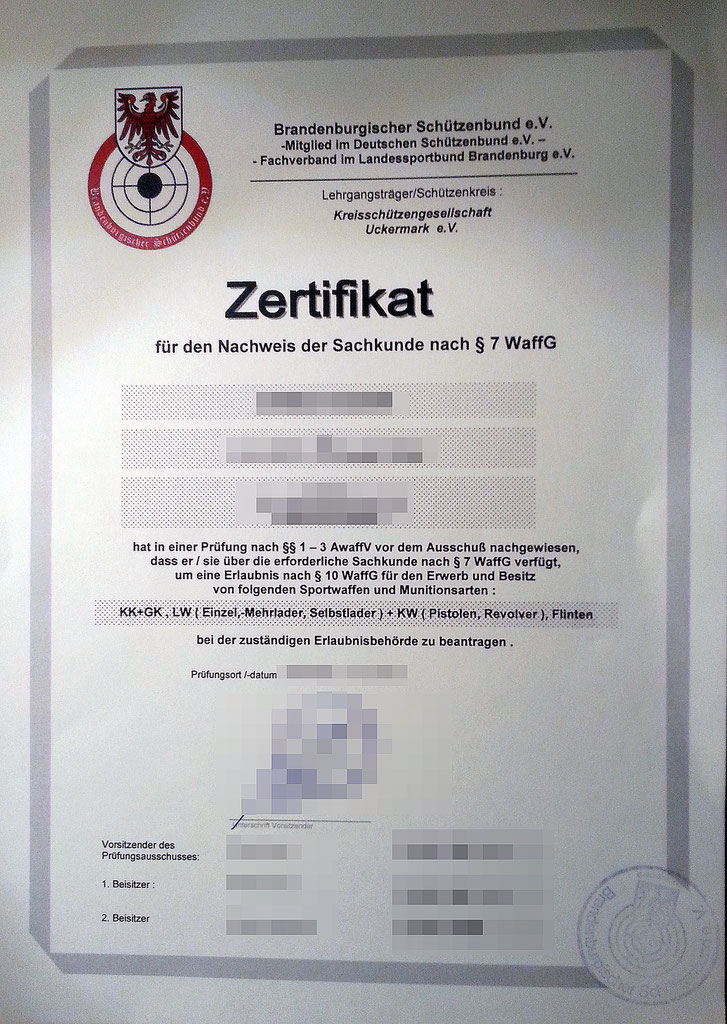 Brandenburgischer Schützenbund e.V.
Brandenburgischer Schützenbund e.V.
-Mitglied im Deutschen Schützenbund e.V. –
- Fachverband im Landessportbund Brandenburg e.V.
Lehrgangsträger/Schützenkreis :
Kreisschützengesellschaft
Uckermark e.V.
Zertifikat
für den Nachweis der Sachkunde nach § 7 WaffG
hat in einer Prüfung nach §§ 1 – 3 AwaffV vor dem Ausschuß nachgewiesen,
dass er / sie über die erforderliche Sachkunde nach § 7 WaffG verfügt,
um eine Erlaubnis nach § 10 WaffG für den Erwerb und Besitz
von folgenden Sportwaffen und Munitionsarten :
KK+GK , LW ( Einzel,-Mehrlader, Selbstlader ) + KW ( Pistolen, Revolver ), Flinten
bei der zuständigen Erlaubnisbehörde zu beantragen .
Prüfungsort /-datum
Unterschrift Vorsitzender
Vorsitzender des
Prüfungsausschusses:
1. Beisitzer :
2. Beisitzer